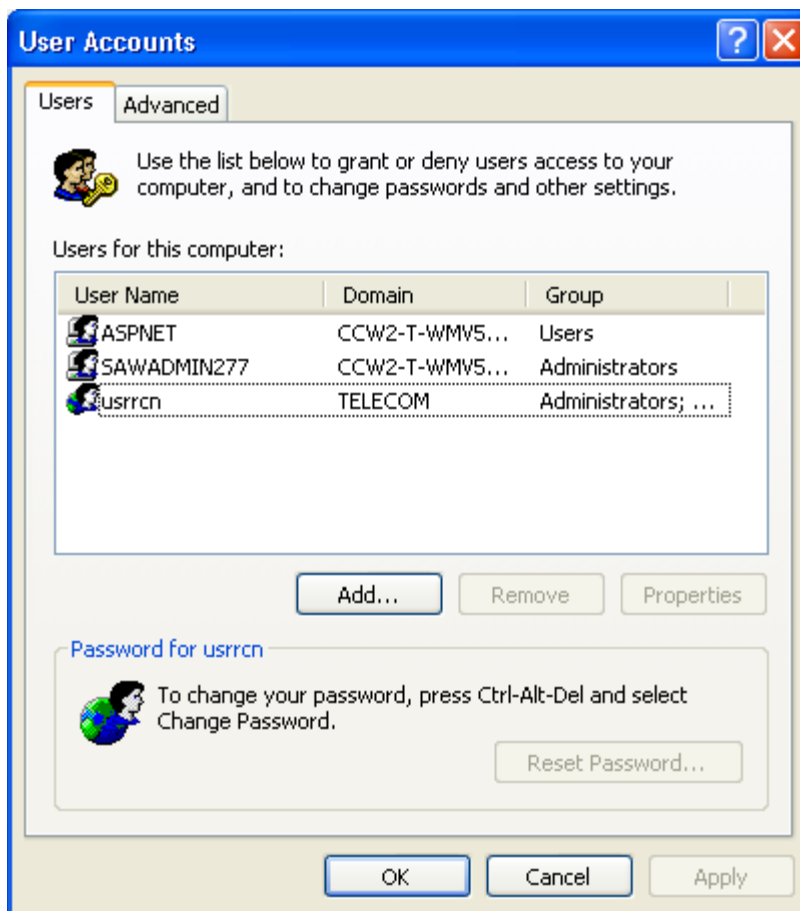 User Accounts
Users
Advanced
Use the list below to grant or deny users access to your
computer, and to change passwords and other settings.
Users for this computer:
User Name Domain Group
ASPNET CCW2-T-WMV5... Users
SAWADMIN277 CCW2-T-WMV5... Administrators
usrrcn TELECOM Administrators; ...
Add... Remove Properties
Password for usrrcn
To change your password, press Ctrl-Alt-Del and select
Change Password.
Reset Password...
OK Cancel Apply